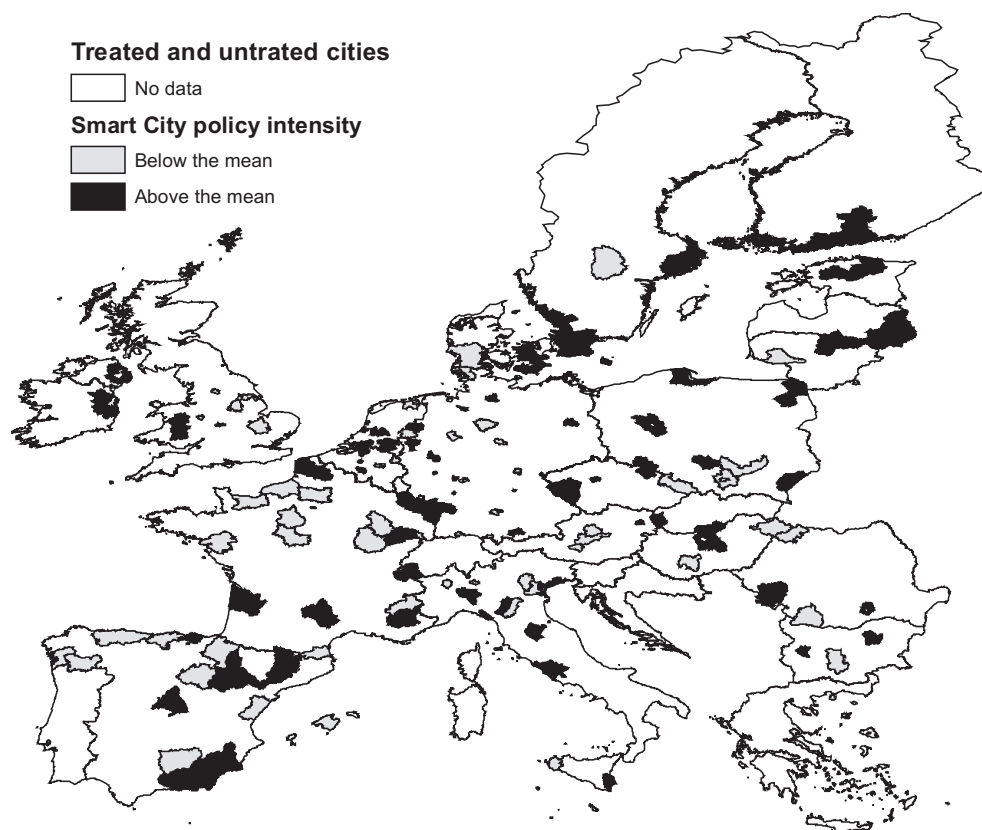 Treated and untrated cities
No data
Smart City policy intensity
Below the mean
Above the mean